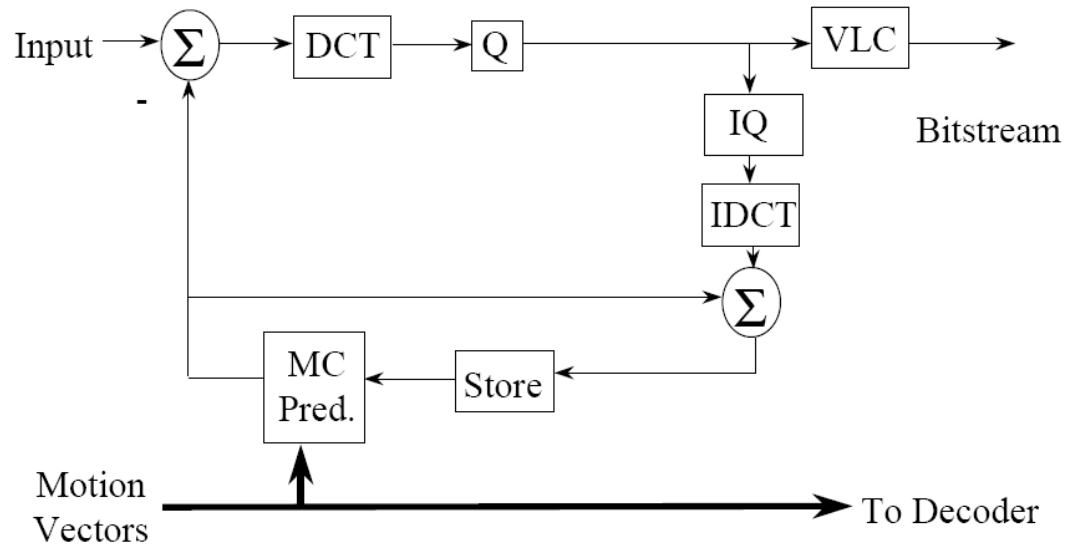 Input
Σ
DCT
Q
VLC
-
IQ
Bitstream
IDCT
Σ
MC
Pred.
Store
Motion
Vectors
To Decoder